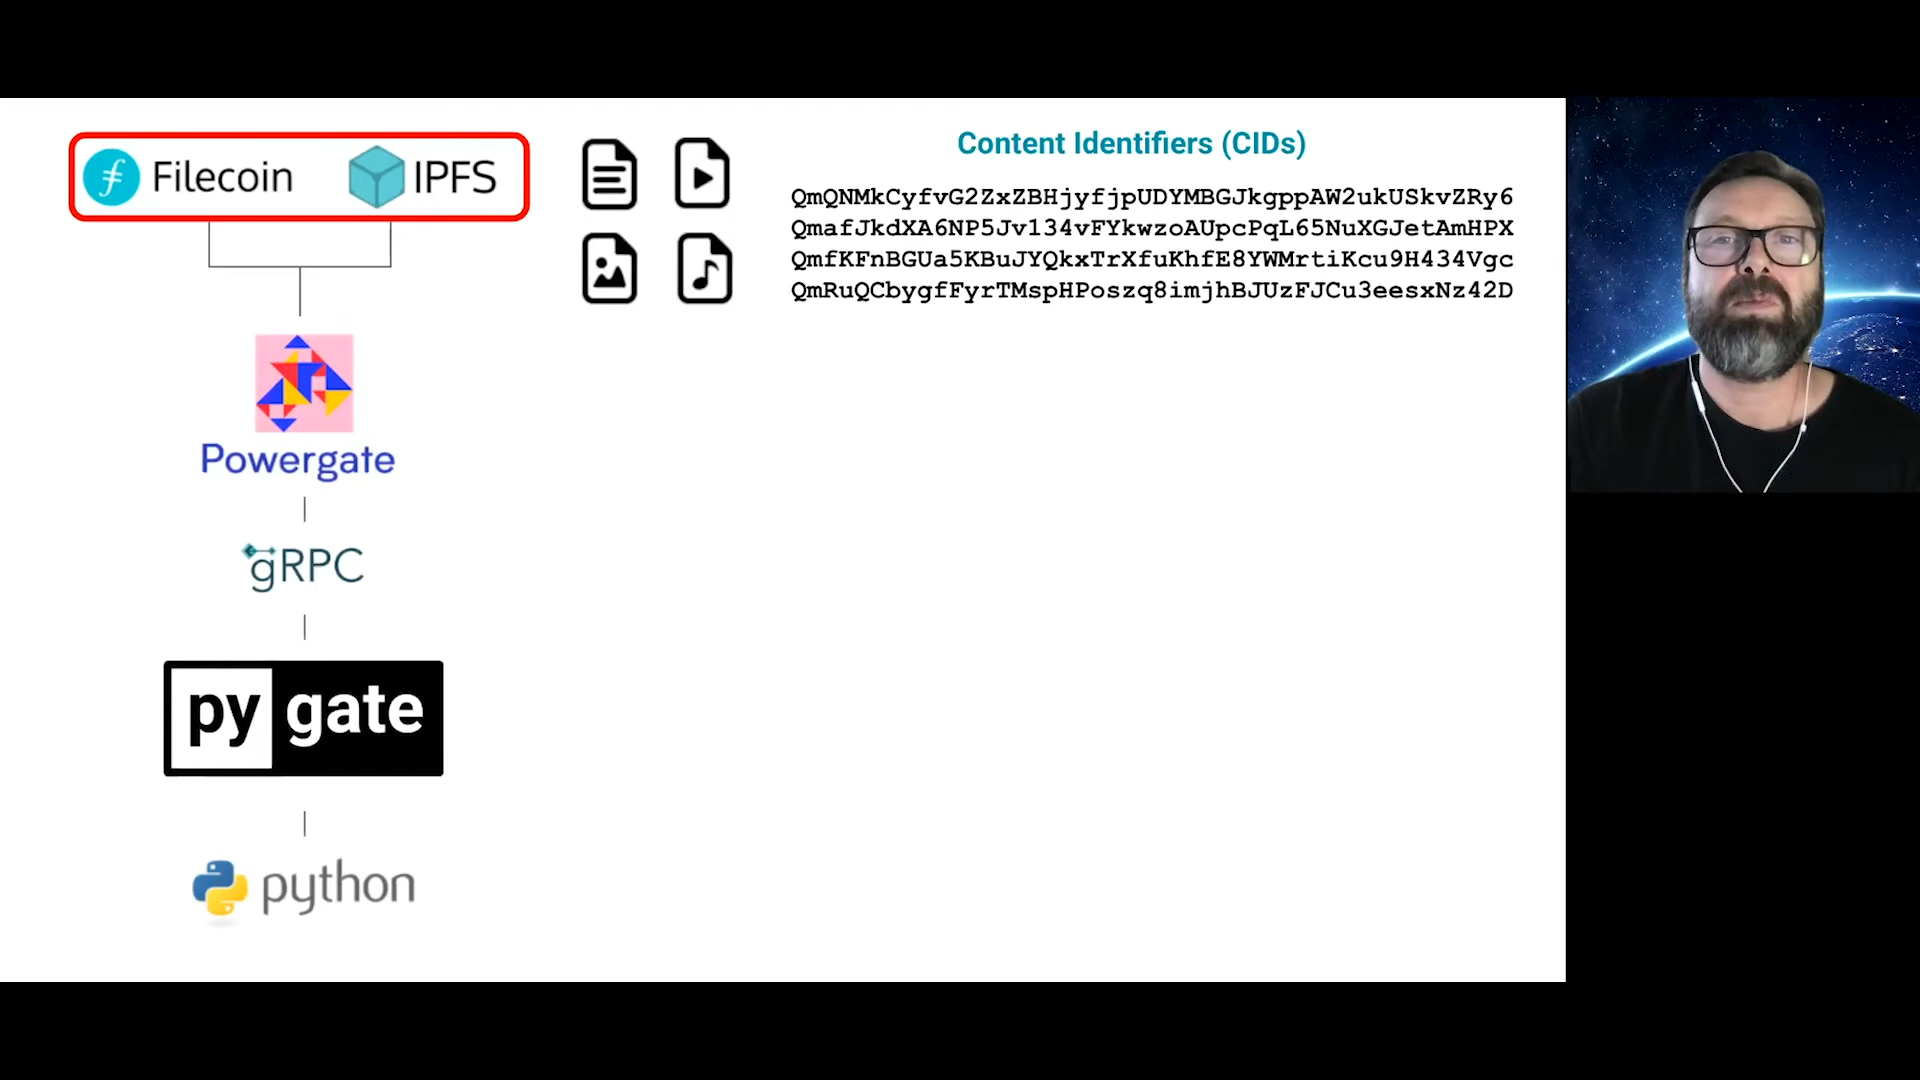 Filecoin IPFS
Content Identifiers (CIDs)
QmQNMkCyfvG2ZxZBHjyfjpUDYMBGJkgppAW2ukUSkvZRy6
QmafJkdXA6NP5Jv134vFYkwzoAUpcPqL65NuXGJetAmHPX
QmfKFnBGUa5KBuJYQkxTrXfuKhfE8YWMrtiKcu9H434Vgc
QmRuQCbygfFyrTMspHPoszq8imjhBJUzFJCu3eesxNz42D
Powergate
gRPC
py gate
python